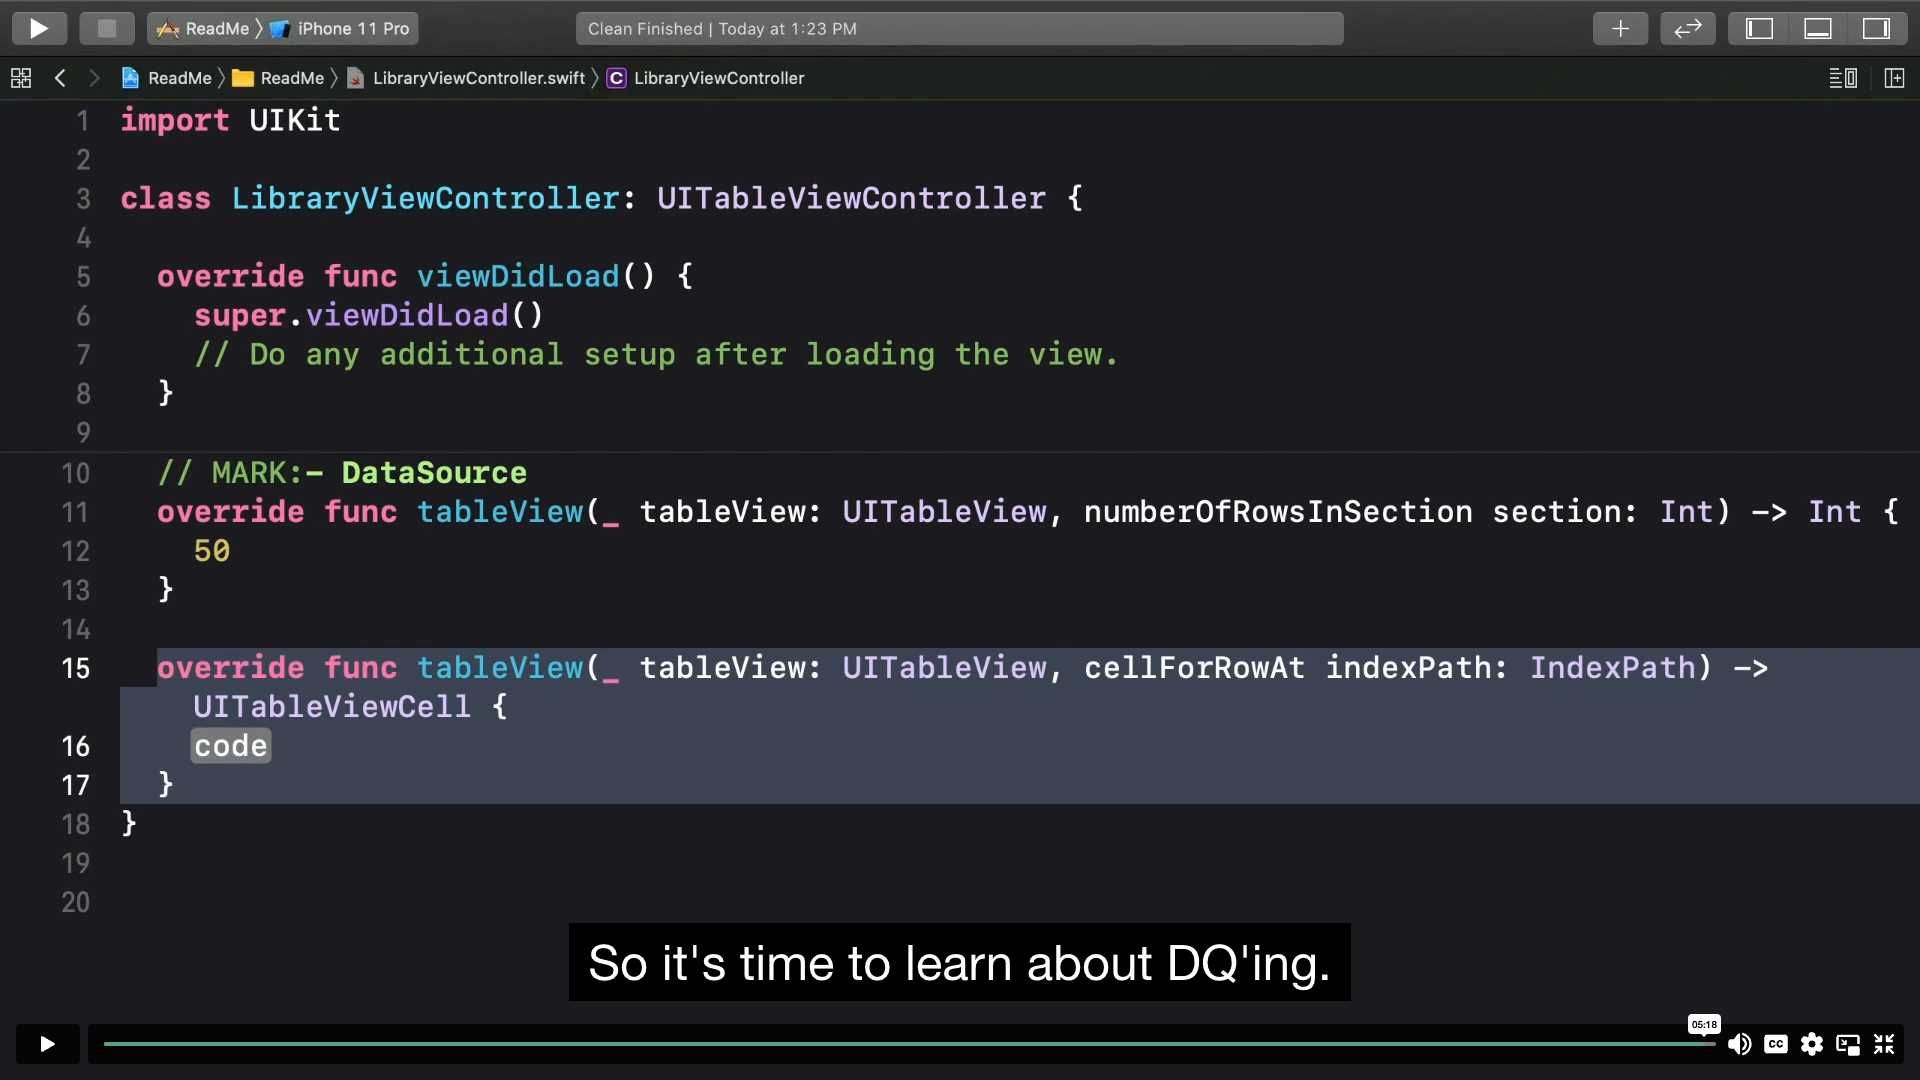 ReadMe 〉 iPhone 11 Pro
Clean Finished | Today at 1:23 PM
ReadMe 〉 ReadMe 〉 LibraryViewController.swift 〉 C LibraryViewController
1 import UIKit
2
3 class LibraryViewController: UITableViewController {
4
5 override func viewDidLoad() {
6 super.viewDidLoad()
7 // Do any additional setup after loading the view.
8 }
9
10 // MARK:- DataSource
11 override func tableView(_ tableView: UITableView, numberOfRowsInSection section: Int) -> Int {
12 50
13 }
14
15 override func tableView(_ tableView: UITableView, cellForRowAt indexPath: IndexPath) ->
UITableViewCell {
16 code
17 }
18 }
19
20
So it's time to learn about DQ'ing.
05:18
CC